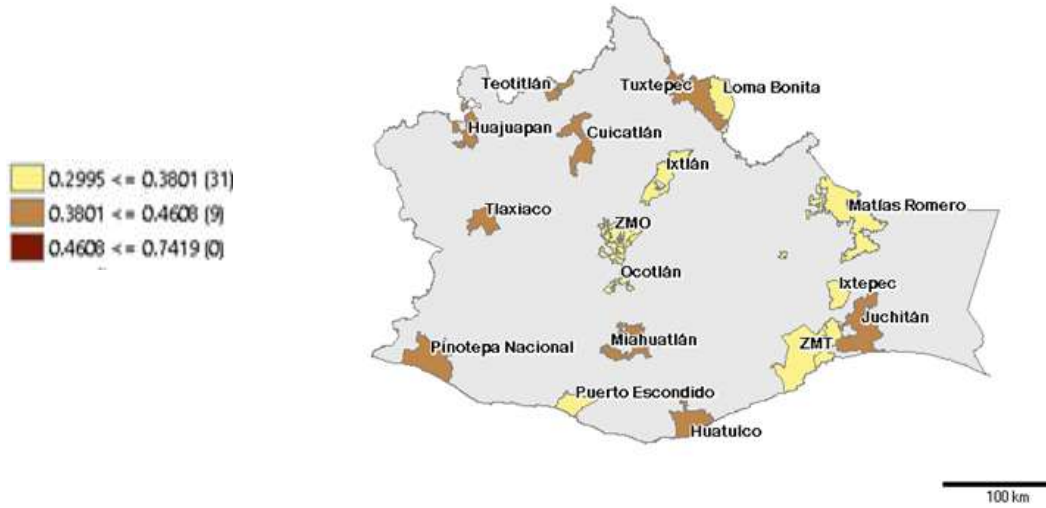 Teotitlán
Tuxtepec
Loma Bonita
Huajuapan
Cuicatlán
Ixtlán
0.2995 <= 0.3801 (31)
0.3801 <= 0.4608 (9)
0.4608 <= 0.7419 (0)
Tlaxiaco
ZMO
Matías Romero
Ocotlán
Ixtepec
Juchitán
Pinotepa Nacional
Miahuatlán
ZMT
Puerto Escondido
Huatulco
100 km